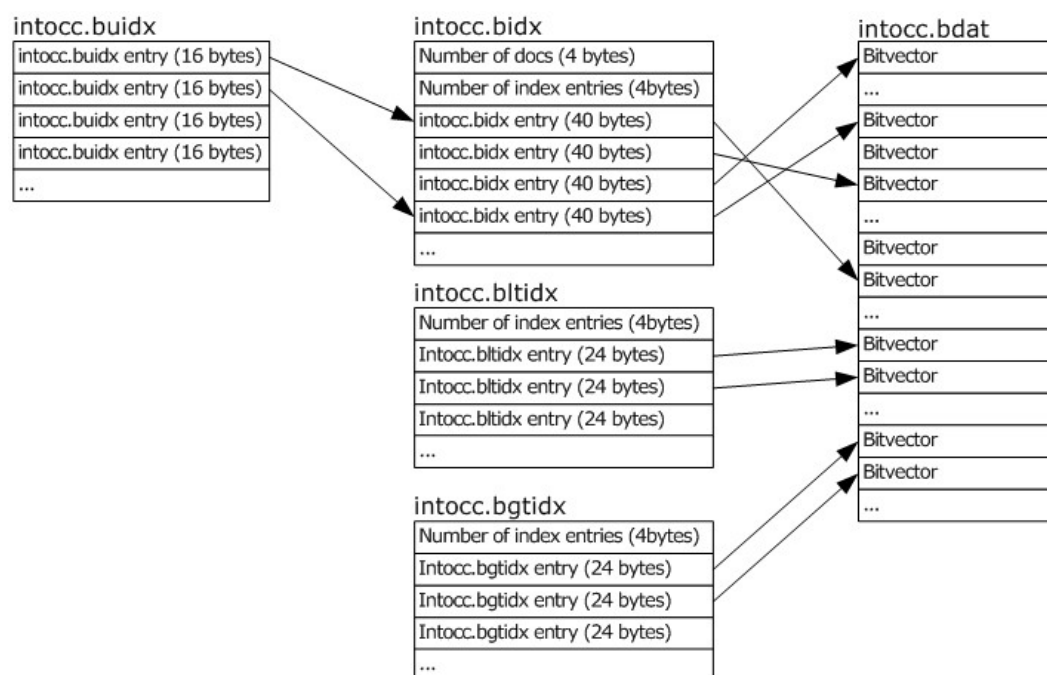 intocc.buidx
intocc.buidx entry (16 bytes)
intocc.buidx entry (16 bytes)
intocc.buidx entry (16 bytes)
intocc.buidx entry (16 bytes)
...
intocc.bidx
Number of docs (4 bytes)
Number of index entries (4bytes)
intocc.bidx entry (40 bytes)
intocc.bidx entry (40 bytes)
intocc.bidx entry (40 bytes)
intocc.bidx entry (40 bytes)
...
intocc.bltidx
Number of index entries (4bytes)
Intocc.bltidx entry (24 bytes)
Intocc.bltidx entry (24 bytes)
Intocc.bltidx entry (24 bytes)
...
intocc.bgtidx
Number of index entries (4bytes)
Intocc.bgtidx entry (24 bytes)
Intocc.bgtidx entry (24 bytes)
Intocc.bgtidx entry (24 bytes)
...
intocc.bdat
Bitvector
...
Bitvector
Bitvector
Bitvector
...
Bitvector
Bitvector
...
Bitvector
Bitvector
...
Bitvector
Bitvector
...